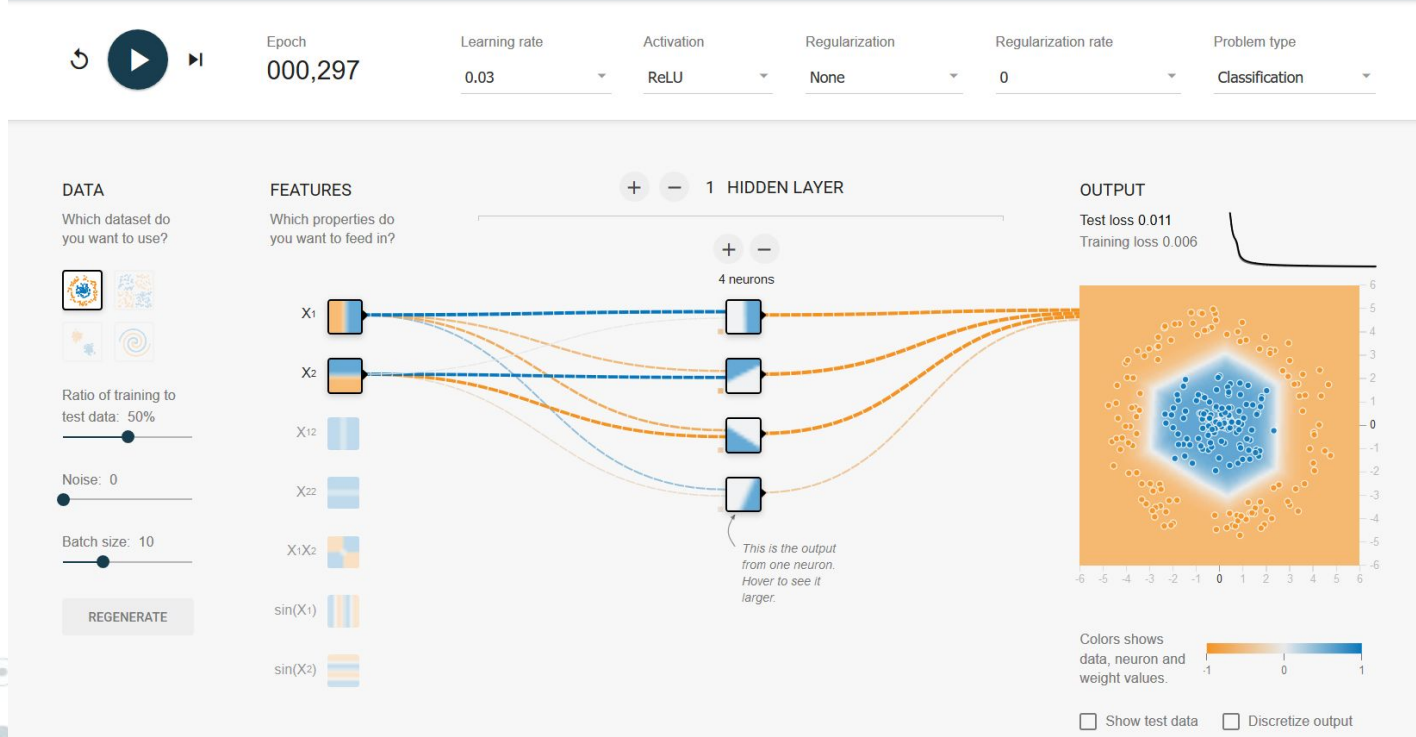 Epoch
000,297
Learning rate
0.03
Activation
ReLU
Regularization
None
Regularization rate
0
Problem type
Classification
DATA
Which dataset do
you want to use?
Ratio of training to
test data: 50%
Noise: 0
Batch size: 10
REGENERATE
FEATURES
Which properties do
you want to feed in?
X1
X2
X12
X22
X1X2
sin(X1)
sin(X2)
+ − 1 HIDDEN LAYER
+ −
4 neurons
This is the output
from one neuron.
Hover to see it
larger.
OUTPUT
Test loss 0.011
Training loss 0.006
6
5
4
3
2
1
0
-1
-2
-3
-4
-5
-6
-6 -5 -4 -3 -2 -1 0 1 2 3 4 5 6
Colors shows
data, neuron and
weight values.
-1 0 1
Show test data
Discretize output